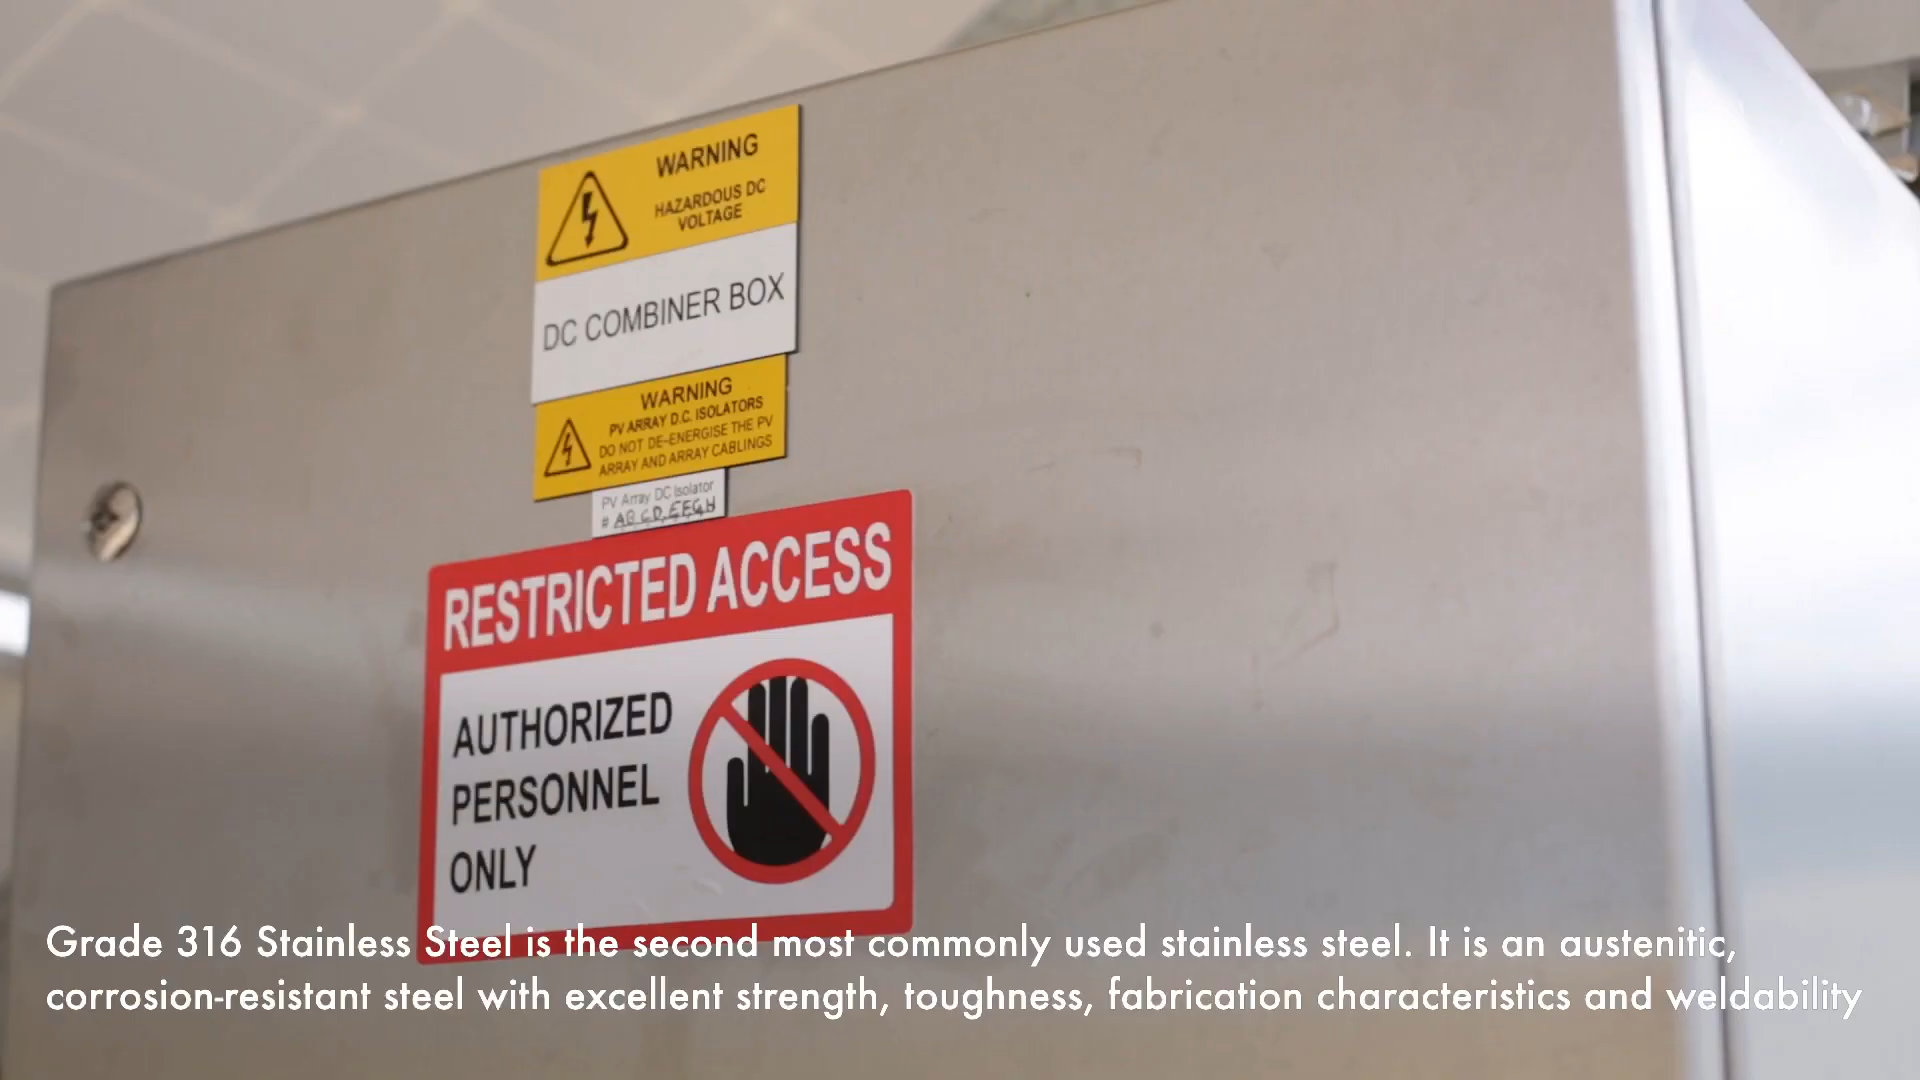 WARNING
HAZARDOUS DC
VOLTAGE
DC COMBINER BOX
WARNING
PV ARRAY D.C. ISOLATORS
DO NOT DE-ENERGISE THE PV
ARRAY AND ARRAY CABLINGS
PV Array DC Isolator
# AB CD, EFGH
RESTRICTED ACCESS
AUTHORIZED
PERSONNEL
ONLY
Grade 316 Stainless Steel is the second most commonly used stainless steel. It is an austenitic,
corrosion-resistant steel with excellent strength, toughness, fabrication characteristics and weldability